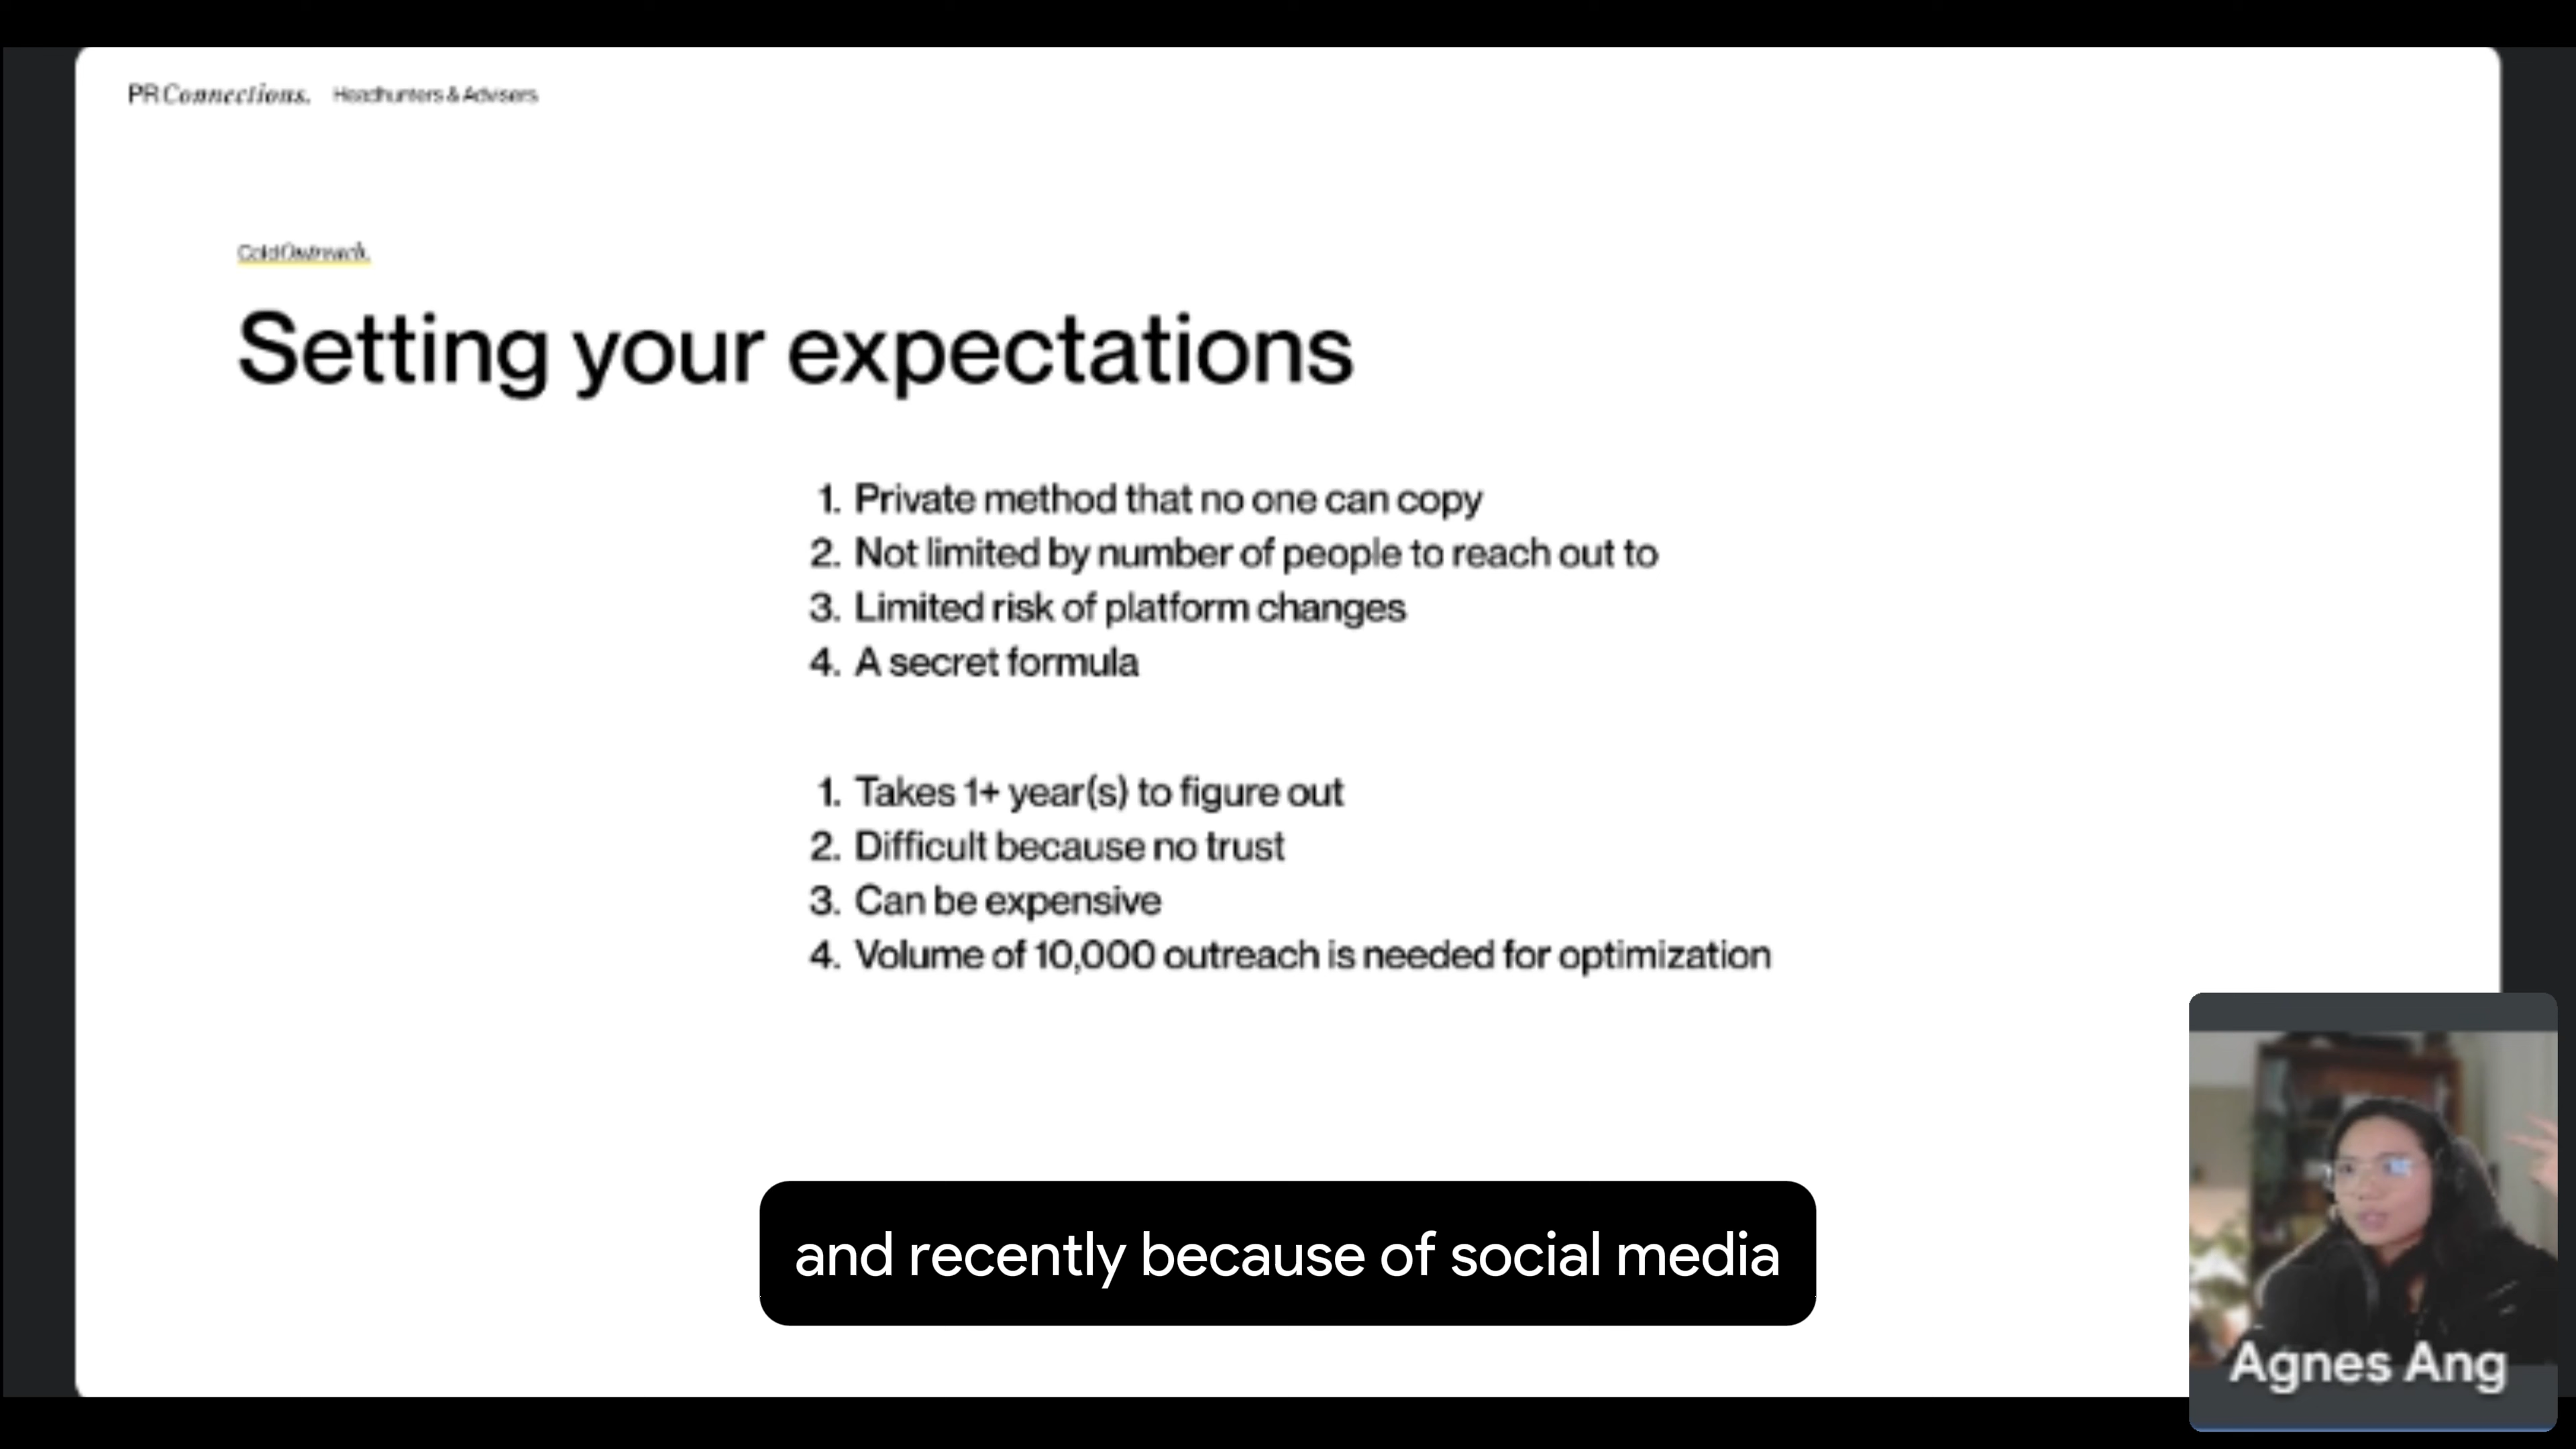 PR Connections. Headhunters & Advisers
Cold Outreach.
Setting your expectations
1. Private method that no one can copy
2. Not limited by number of people to reach out to
3. Limited risk of platform changes
4. A secret formula
1. Takes 1+ year(s) to figure out
2. Difficult because no trust
3. Can be expensive
4. Volume of 10,000 outreach is needed for optimization
and recently because of social media
Agnes Ang